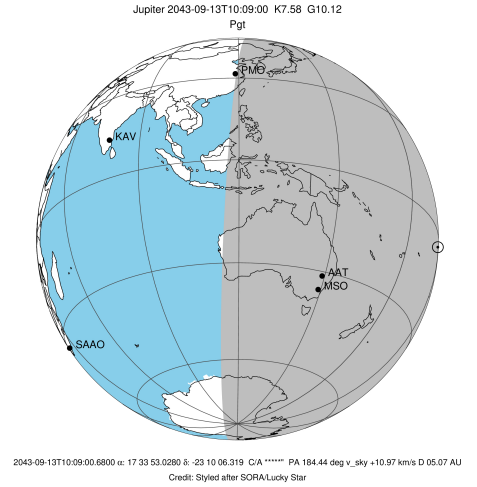 Jupiter 2043-09-13T10:09:00 K7.58 G10.12
Pgt
PMO
KAV
AAT
MSO
SAAO
2043-09-13T10:09:00.6800 α: 17 33 53.0280 δ: -23 10 06.319 C/A *****" PA 184.44 deg v_sky +10.97 km/s D 05.07 AU
Credit: Styled after SORA/Lucky Star